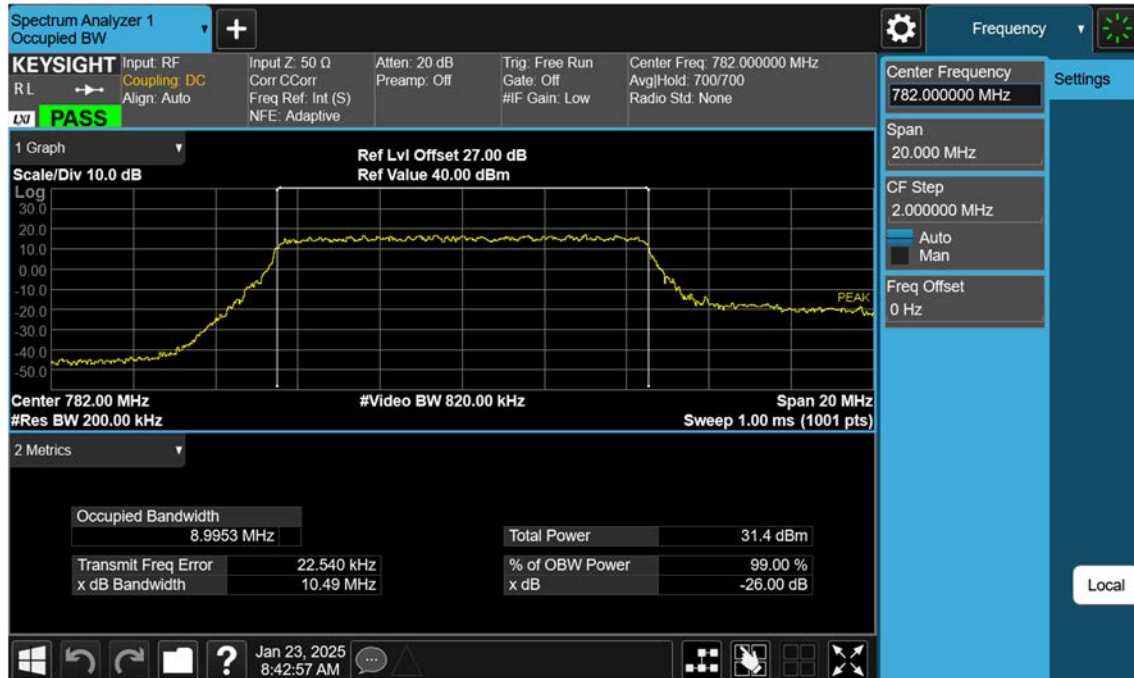 Spectrum Analyzer 1
Occupied BW
+
Frequency
KEYSIGHT
R L
LXI
PASS
Input: RF
Coupling: DC
Align: Auto
Input Z: 50 Ω
Corr CCorr
Freq Ref: Int (S)
NFE: Adaptive
Atten: 20 dB
Preamp: Off
Trig: Free Run
Gate: Off
#IF Gain: Low
Center Freq: 782.000000 MHz
Avg|Hold: 700/700
Radio Std: None
Center Frequency
782.000000 MHz
Settings
Span
20.000 MHz
CF Step
2.000000 MHz
Auto
Man
Freq Offset
0 Hz
Local
1 Graph
Scale/Div 10.0 dB
Ref Lvl Offset 27.00 dB
Ref Value 40.00 dBm
Log
30.0
20.0
10.0
0.00
-10.0
-20.0
-30.0
-40.0
-50.0
PEAK
Center 782.00 MHz
#Video BW 820.00 kHz
Span 20 MHz
#Res BW 200.00 kHz
Sweep 1.00 ms (1001 pts)
2 Metrics
Occupied Bandwidth
8.9953 MHz
Total Power 31.4 dBm
Transmit Freq Error 22.540 kHz
% of OBW Power 99.00 %
x dB Bandwidth 10.49 MHz
x dB -26.00 dB
?
Jan 23, 2025
8:42:57 AM